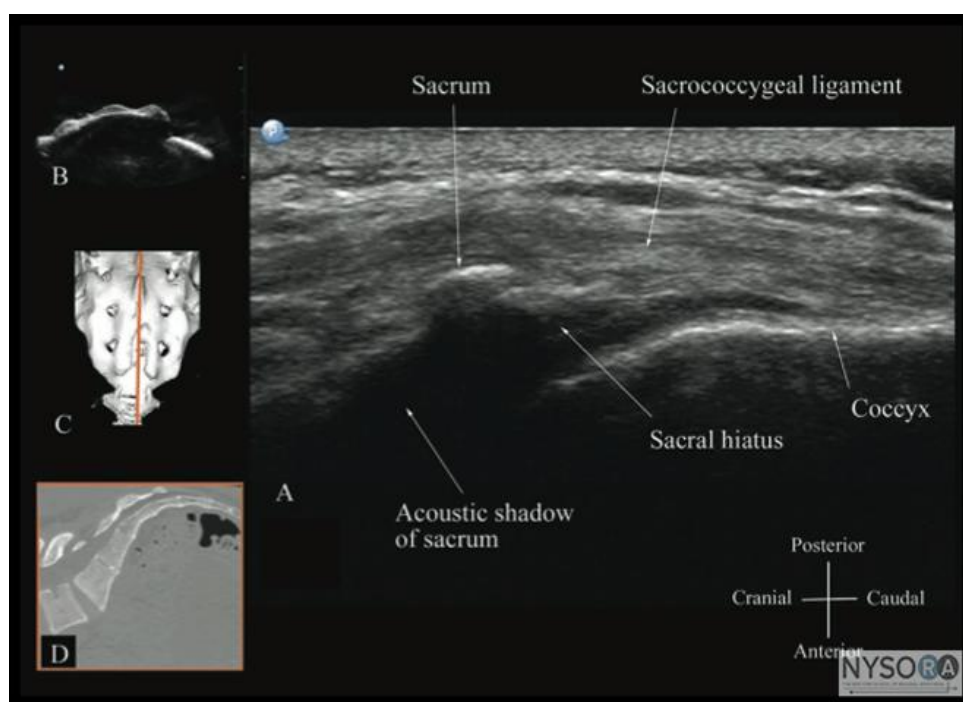 Sacrum
Sacrococcygeal ligament
B
P
C
Coccyx
Sacral hiatus
A
Acoustic shadow
of sacrum
Posterior
Cranial
Caudal
Anterior
D
NYSORA